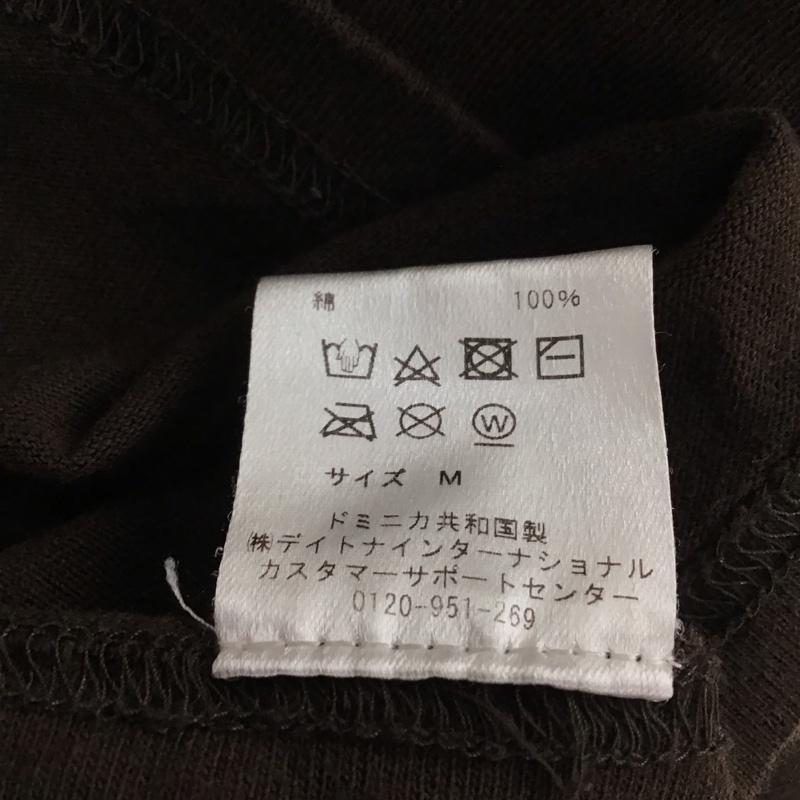 綿 100%
W
サイズ M
ドミニカ共和国製
㈱デイトナインターナショナル
カスタマーサポートセンター
0120-951-269